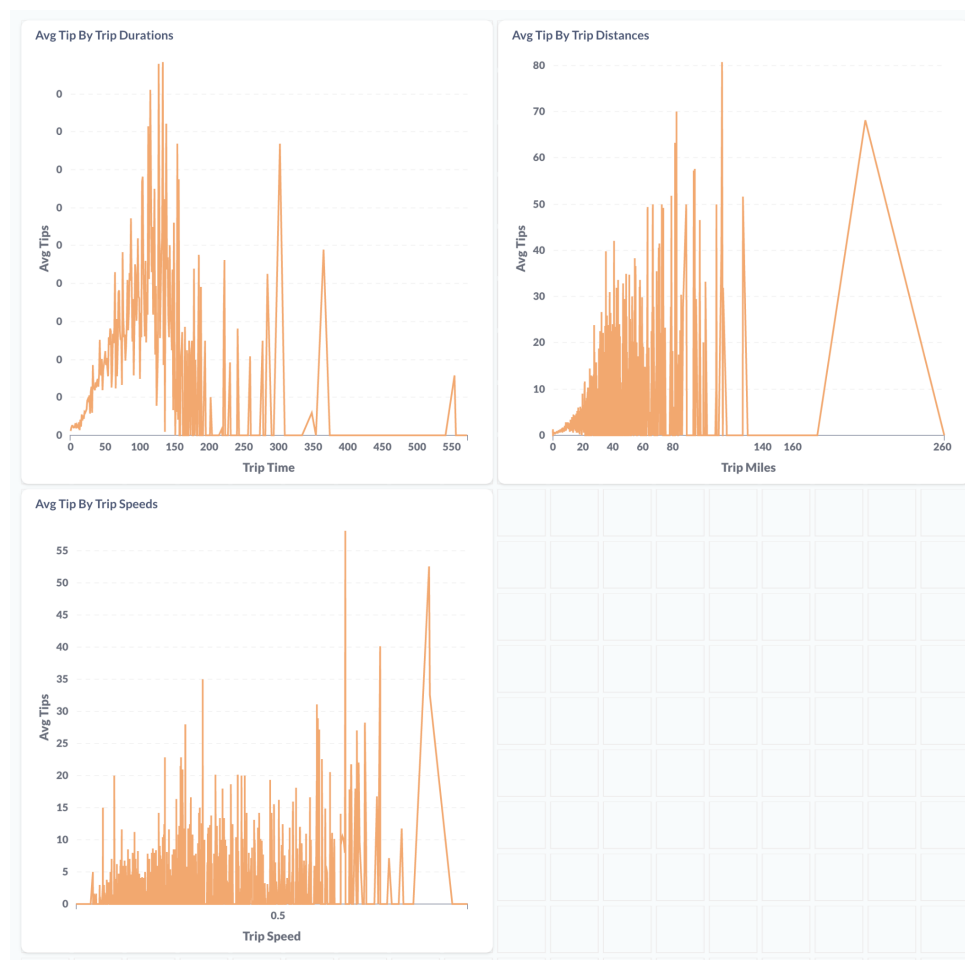 Avg Tip By Trip Durations
Avg Tips
0
0
0
0
0
0
0
0
0
0
0 50 100 150 200 250 300 350 400 450 500 550
Trip Time
Avg Tip By Trip Distances
Avg Tips
80
70
60
50
40
30
20
10
0
0 20 40 60 80 140 160 260
Trip Miles
Avg Tip By Trip Speeds
Avg Tips
55
50
45
40
35
30
25
20
15
10
5
0
0.5
Trip Speed